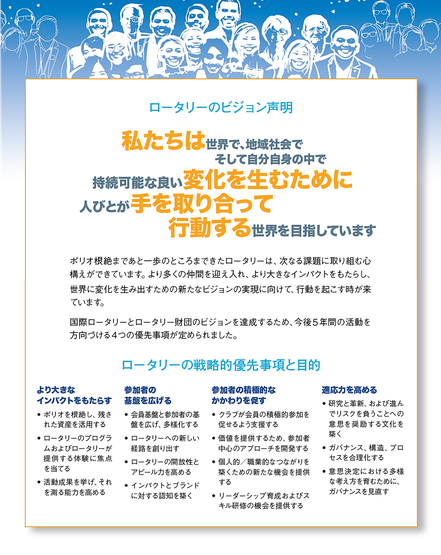 ロータリーのビジョン声明
私たちは世界で、地域社会で
そして自分自身の中で
持続可能な良い変化を生むために
人びとが手を取り合って
行動する世界を目指しています
ポリオ根絶まであと一歩のところまできたロータリーは、次なる課題に取り組む心
構えができています。より多くの仲間を迎え入れ、より大きなインパクトをもたらし、
世界に変化を生み出すための新たなビジョンの実現に向けて、行動を起こす時が来
ています。
国際ロータリーとロータリー財団のビジョンを達成するため、今後5年間の活動を
方向づける4つの優先事項が定められました。
ロータリーの戦略的優先事項と目的
より大きな
インパクトをもたらす
• ポリオを根絶し、残さ
れた資産を活用する
• ロータリーのプログラ
ムおよびロータリーが
提供する体験に焦点
を当てる
• 活動成果を挙げ、それ
を測る能力を高める
参加者の
基盤を広げる
• 会員基盤と参加者の基
盤を広げ、多様化する
• ロータリーへの新しい
経路を創り出す
• ロータリーの開放性と
アピール力を高める
• インパクトとブランド
に対する認知を築く
参加者の積極的な
かかわりを促す
• クラブが会員の積極的参加を
促せるよう支援する
• 価値を提供するため、参加者
中心のアプローチを開発する
• 個人的／職業的なつながりを
築くための新たな機会を提供
する
• リーダーシップ育成およびス
キル研修の機会を提供する
適応力を高める
• 研究と革新、および進ん
でリスクを負うことへの
意思を奨励する文化を
築く
• ガバナンス、構造、プロ
セスを合理化する
• 意思決定における多様
な考え方を育むために、
ガバナンスを見直す